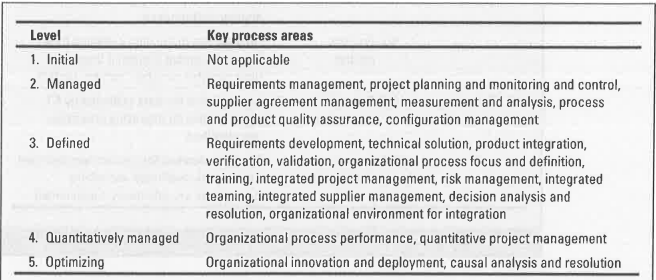 Level Key process areas
1. Initial Not applicable
2. Managed Requirements management, project planning and monitoring and control,
supplier agreement management, measurement and analysis, process
and product quality assurance, configuration management
3. Defined Requirements development, technical solution, product integration,
verification, validation, organizational process focus and definition,
training, integrated project management, risk management, integrated
teaming, integrated supplier management, decision analysis and
resolution, organizational environment for integration
4. Quantitatively managed Organizational process performance, quantitative project management
5. Optimizing Organizational innovation and deployment, causal analysis and resolution